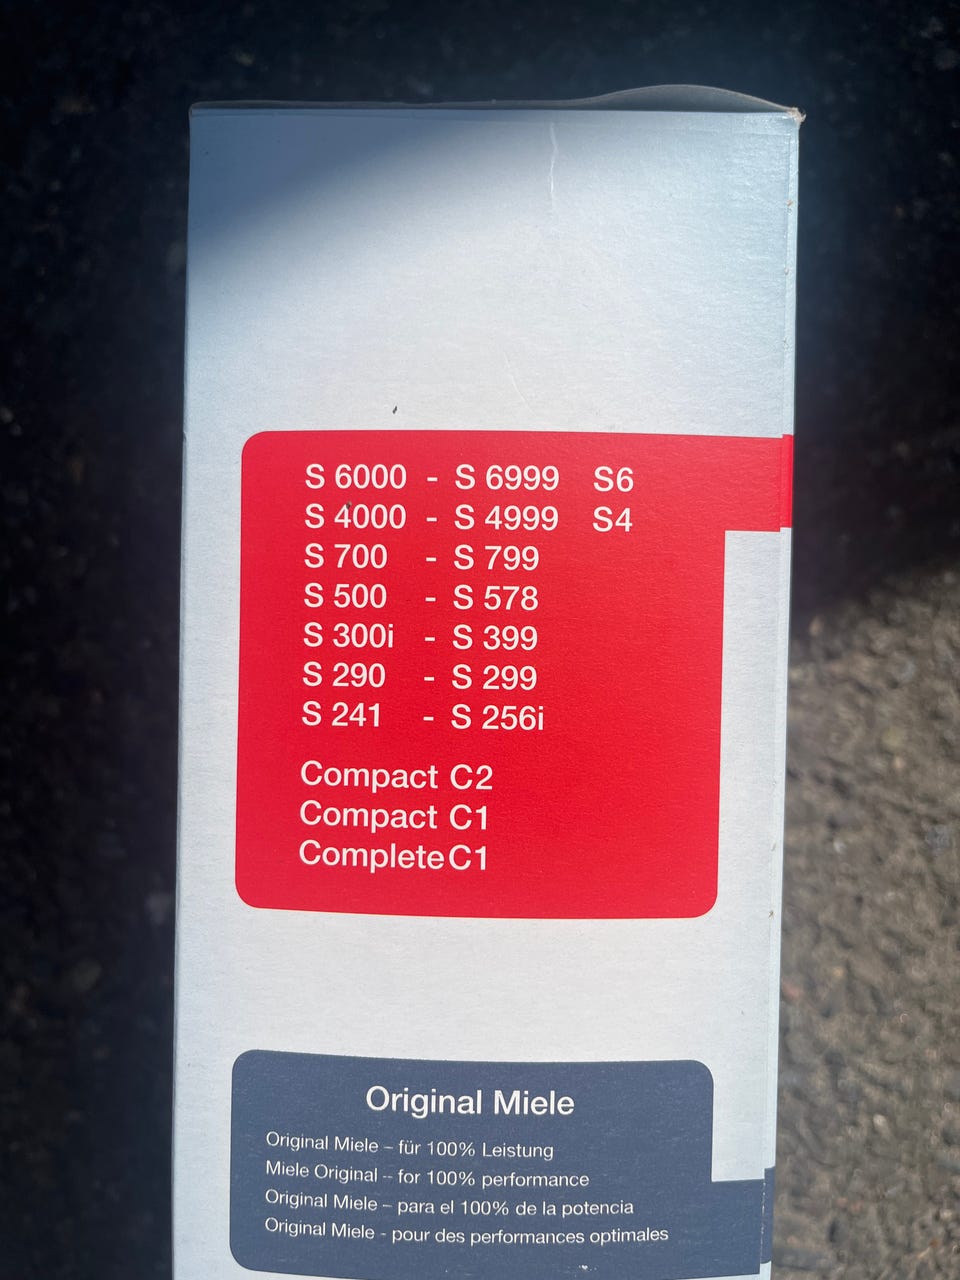 S 6000 - S 6999 S6
S 4000 - S 4999 S4
S 700 - S 799
S 500 - S 578
S 300i - S 399
S 290 - S 299
S 241 - S 256i
Compact C2
Compact C1
Complete C1
Original Miele
Original Miele – für 100% Leistung
Miele Original -- for 100% performance
Original Miele – para el 100% de la potencia
Original Miele - pour des performances optimales